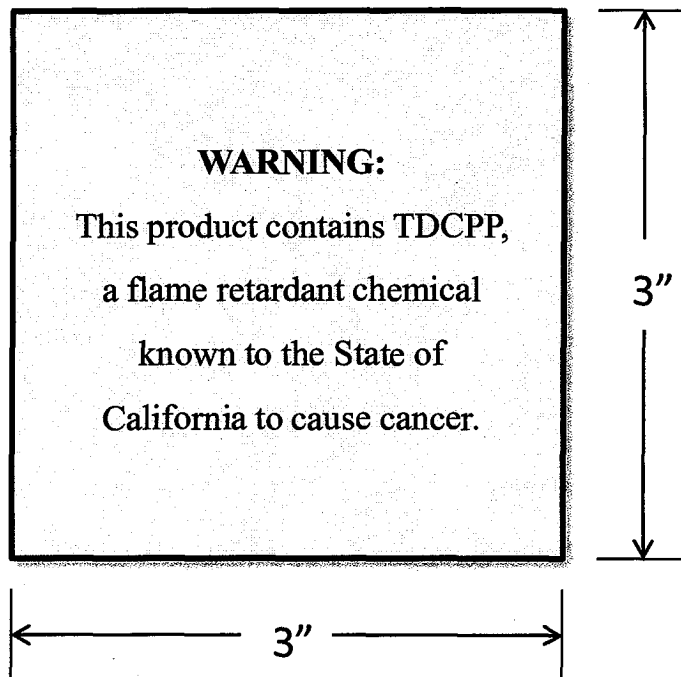 WARNING:
This product contains TDCPP,
a flame retardant chemical
known to the State of
California to cause cancer.
3”
3”